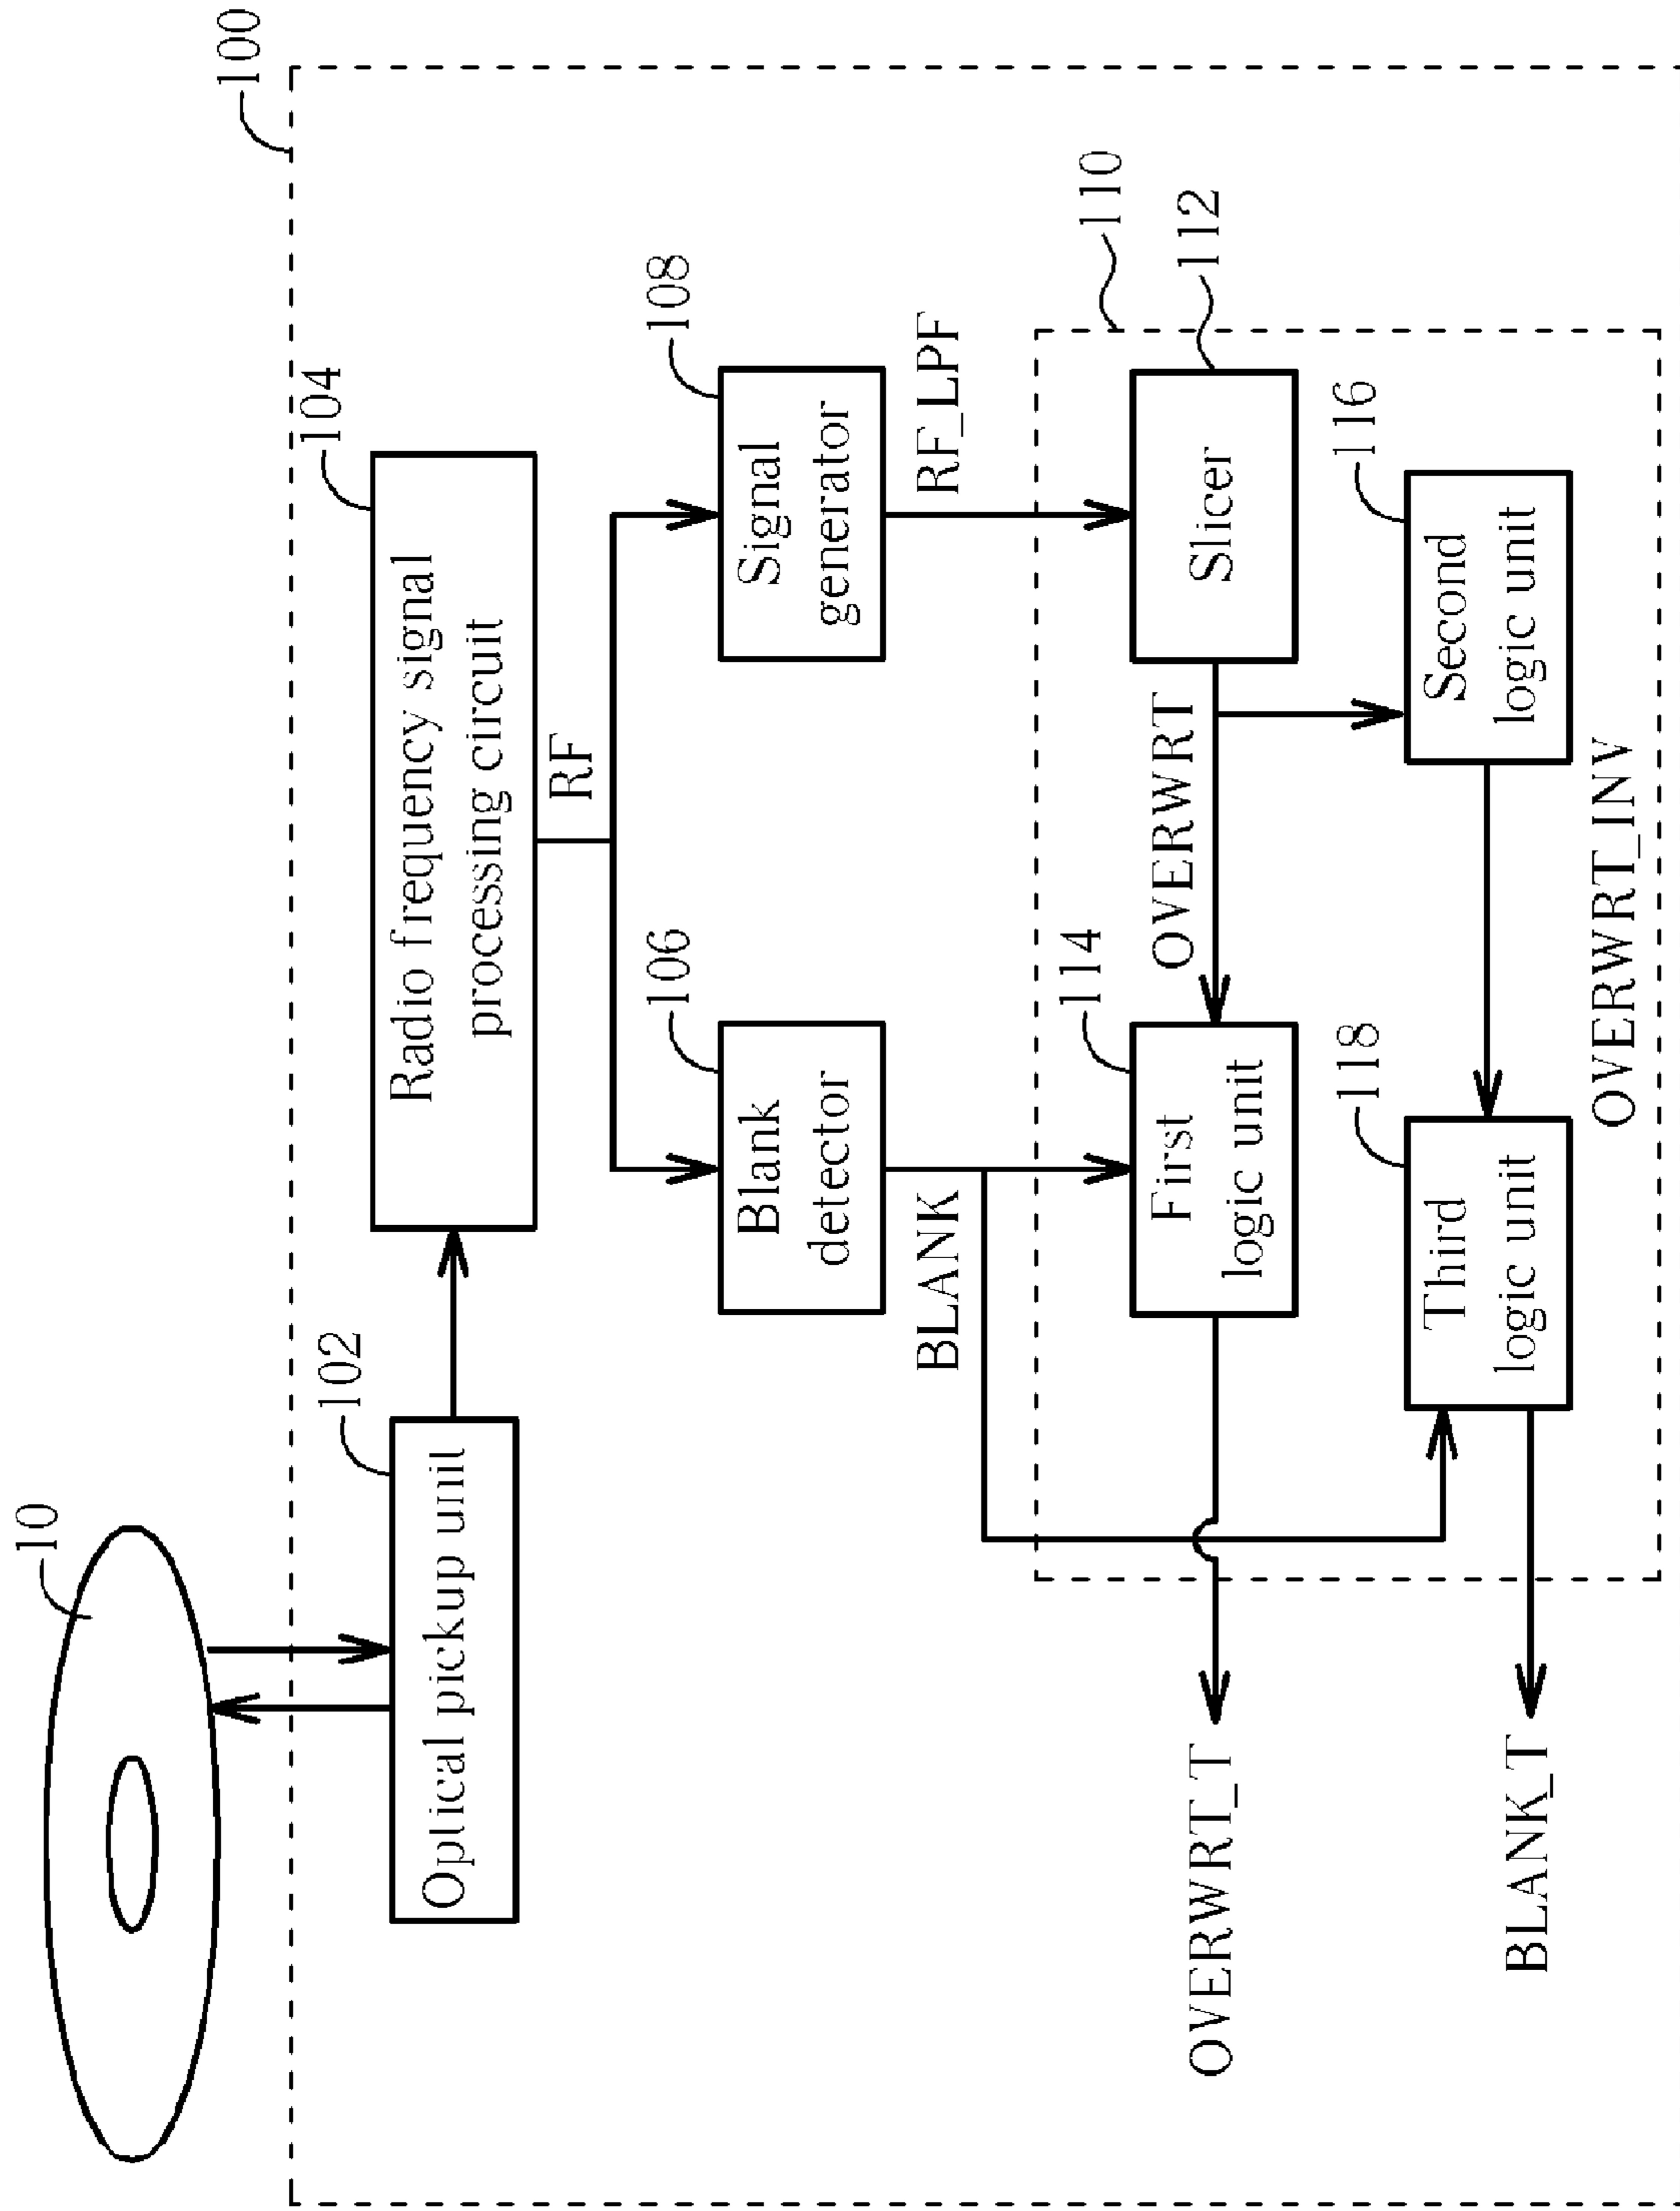 100
10
102
Optical pickup unit
104
Radio frequency signal
processing circuit
RF
106
Blank
detector
108
Signal
generator
BLANK
RF_LPF
110
112
114
First
logic unit
OVERWRT
Slicer
OVERWRT_T
116
118
Third
logic unit
Second
logic unit
BLANK_T
OVERWRT_INV